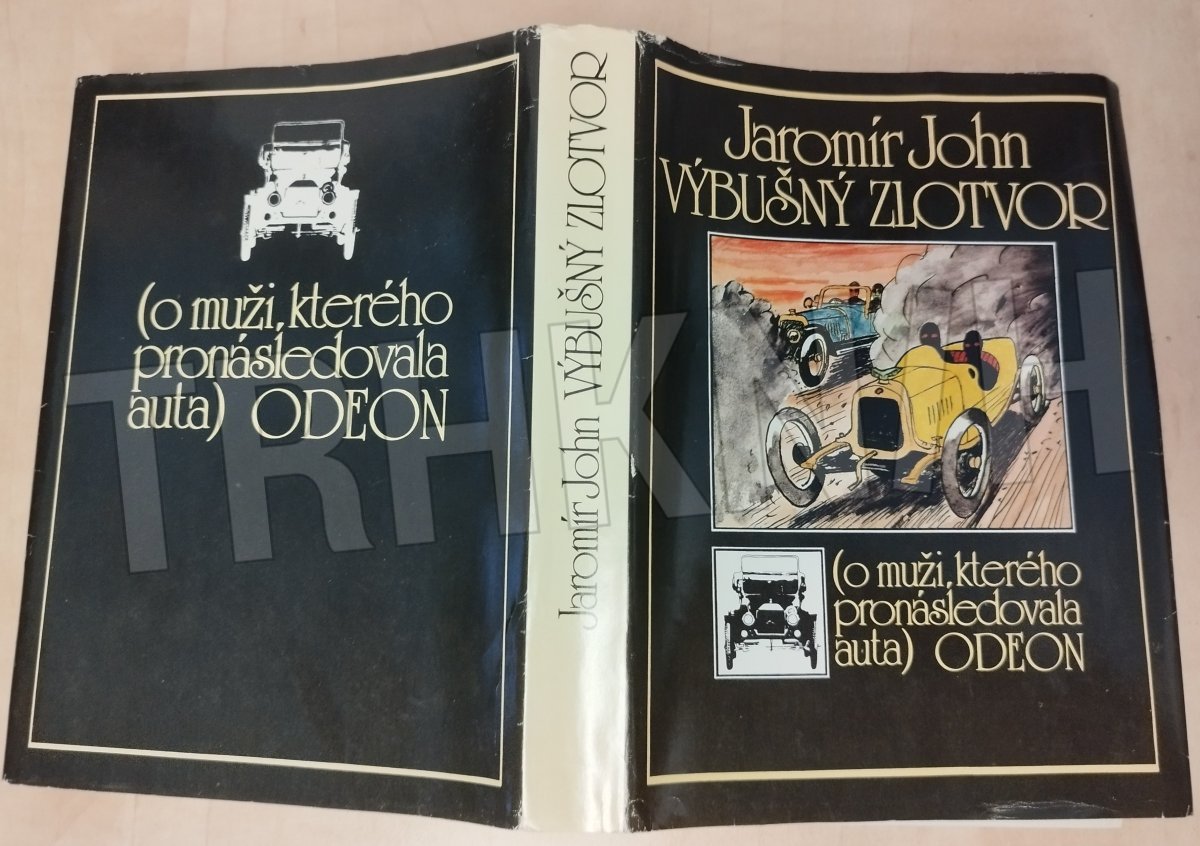 (o muži, kterého
pronásledovala
auta) ODEON
Jaromír John VÝBUŠNÝ ZLOTVOR
Jaromír John
VÝBUŠNÝ ZLOTVOR
(o muži, kterého
pronásledovala
auta) ODEON